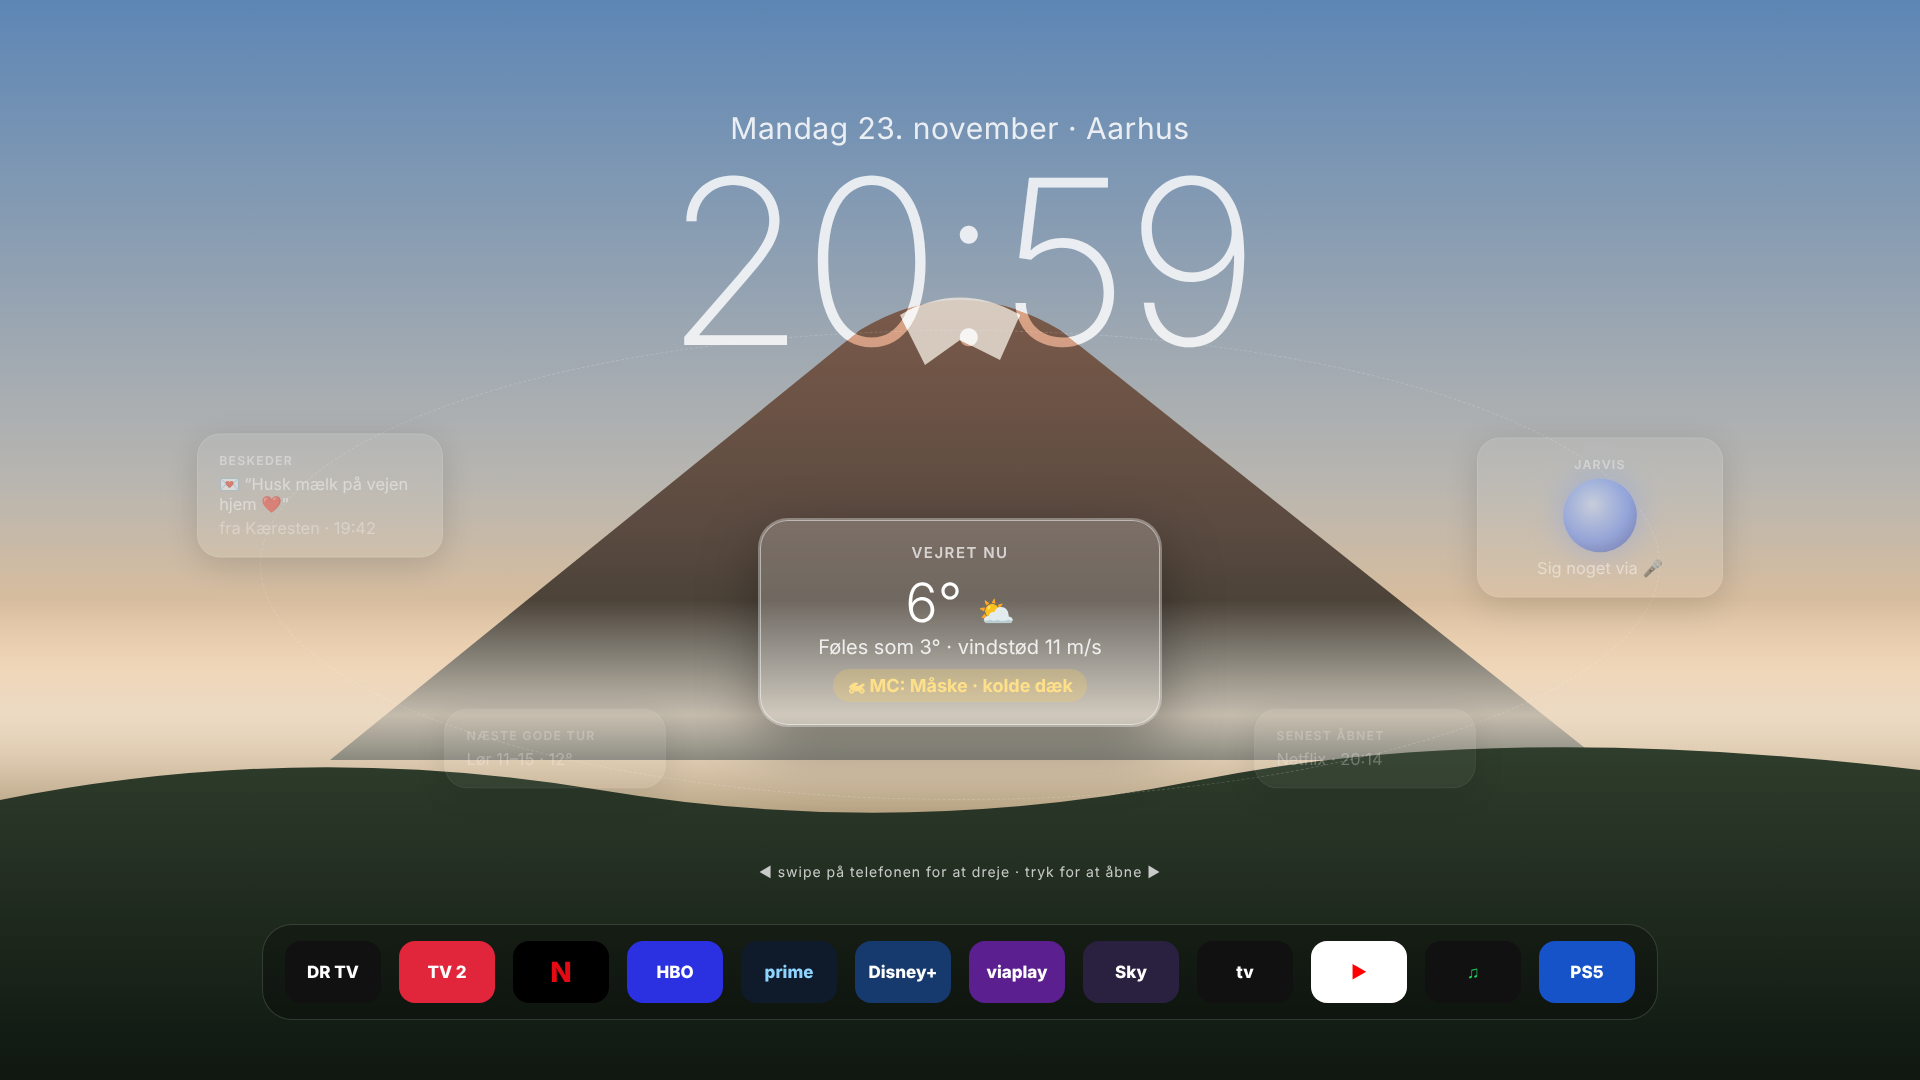 Mandag 23. november · Aarhus
20:59
BESKEDER
💌 “Husk mælk på vejen
hjem ❤️”
fra Kæresten · 19:42
JARVIS
Sig noget via 🎤
VEJRET NU
6° ⛅
Føles som 3° · vindstød 11 m/s
🏍 MC: Måske · kolde dæk
NÆSTE GODE TUR
Lør 11–15 · 12°
SENEST ÅBNET
Netflix · 20:14
◀ swipe på telefonen for at dreje · tryk for at åbne ▶
DR TV
TV 2
N
HBO
prime
Disney+
viaplay
Sky
tv
▶
♫
PS5